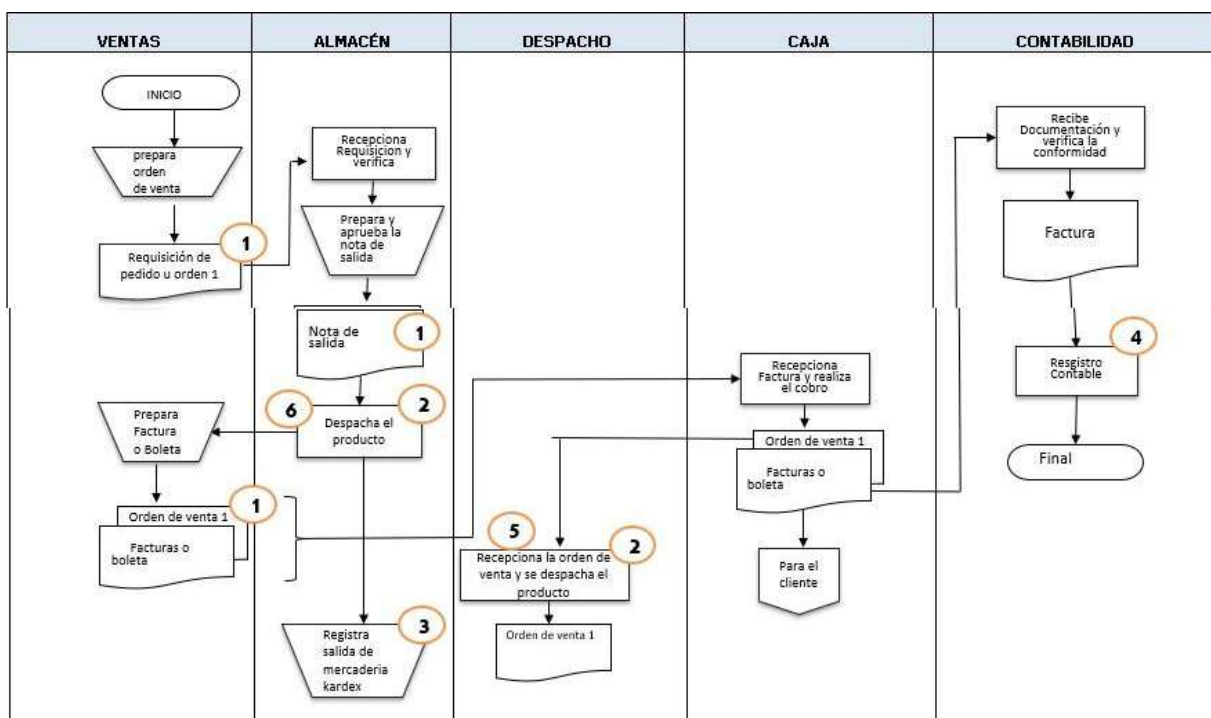 VENTAS
ALMACÉN
DESPACHO
CAJA
CONTABILIDAD
INICIO
prepara
orden
de venta
1
Requisición de
pedido u orden 1
Prepara
Factura
o Boleta
1
Orden de venta 1
Facturas o
boleta
Recepciona
Requisicion y
verifica
Prepara y
aprueba la
nota de
salida
Nota de
salida
1
6
2
Despacha el
producto
3
Registra
salida de
mercaderia
kardex
5
2
Recepciona la orden de
venta y se despacha el
producto
Orden de venta 1
Recepciona
Factura y realiza
el cobro
Orden de venta 1
Facturas o
boleta
Para el
cliente
Recibe
Documentación y
verifica la
conformidad
Factura
4
Resgistro
Contable
Final